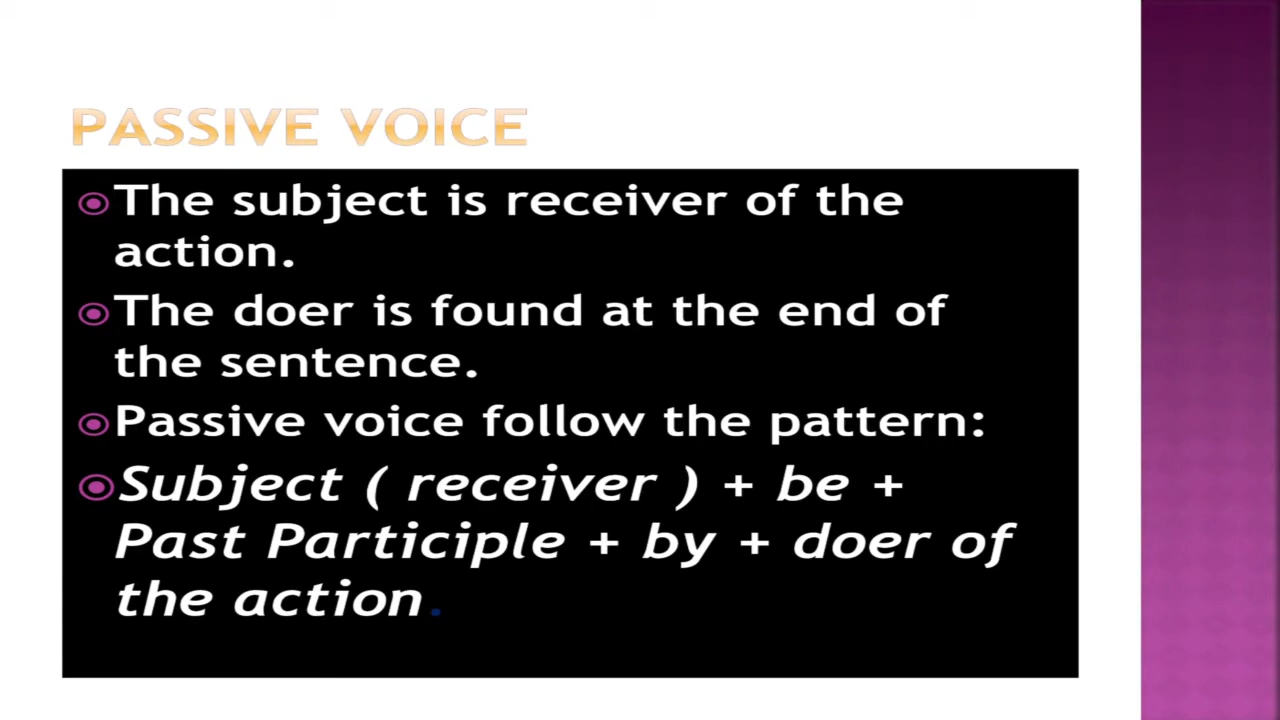 PASSIVE VOICE
The subject is receiver of the
action.
The doer is found at the end of
the sentence.
Passive voice follow the pattern:
Subject ( receiver ) + be +
Past Participle + by + doer of
the action.